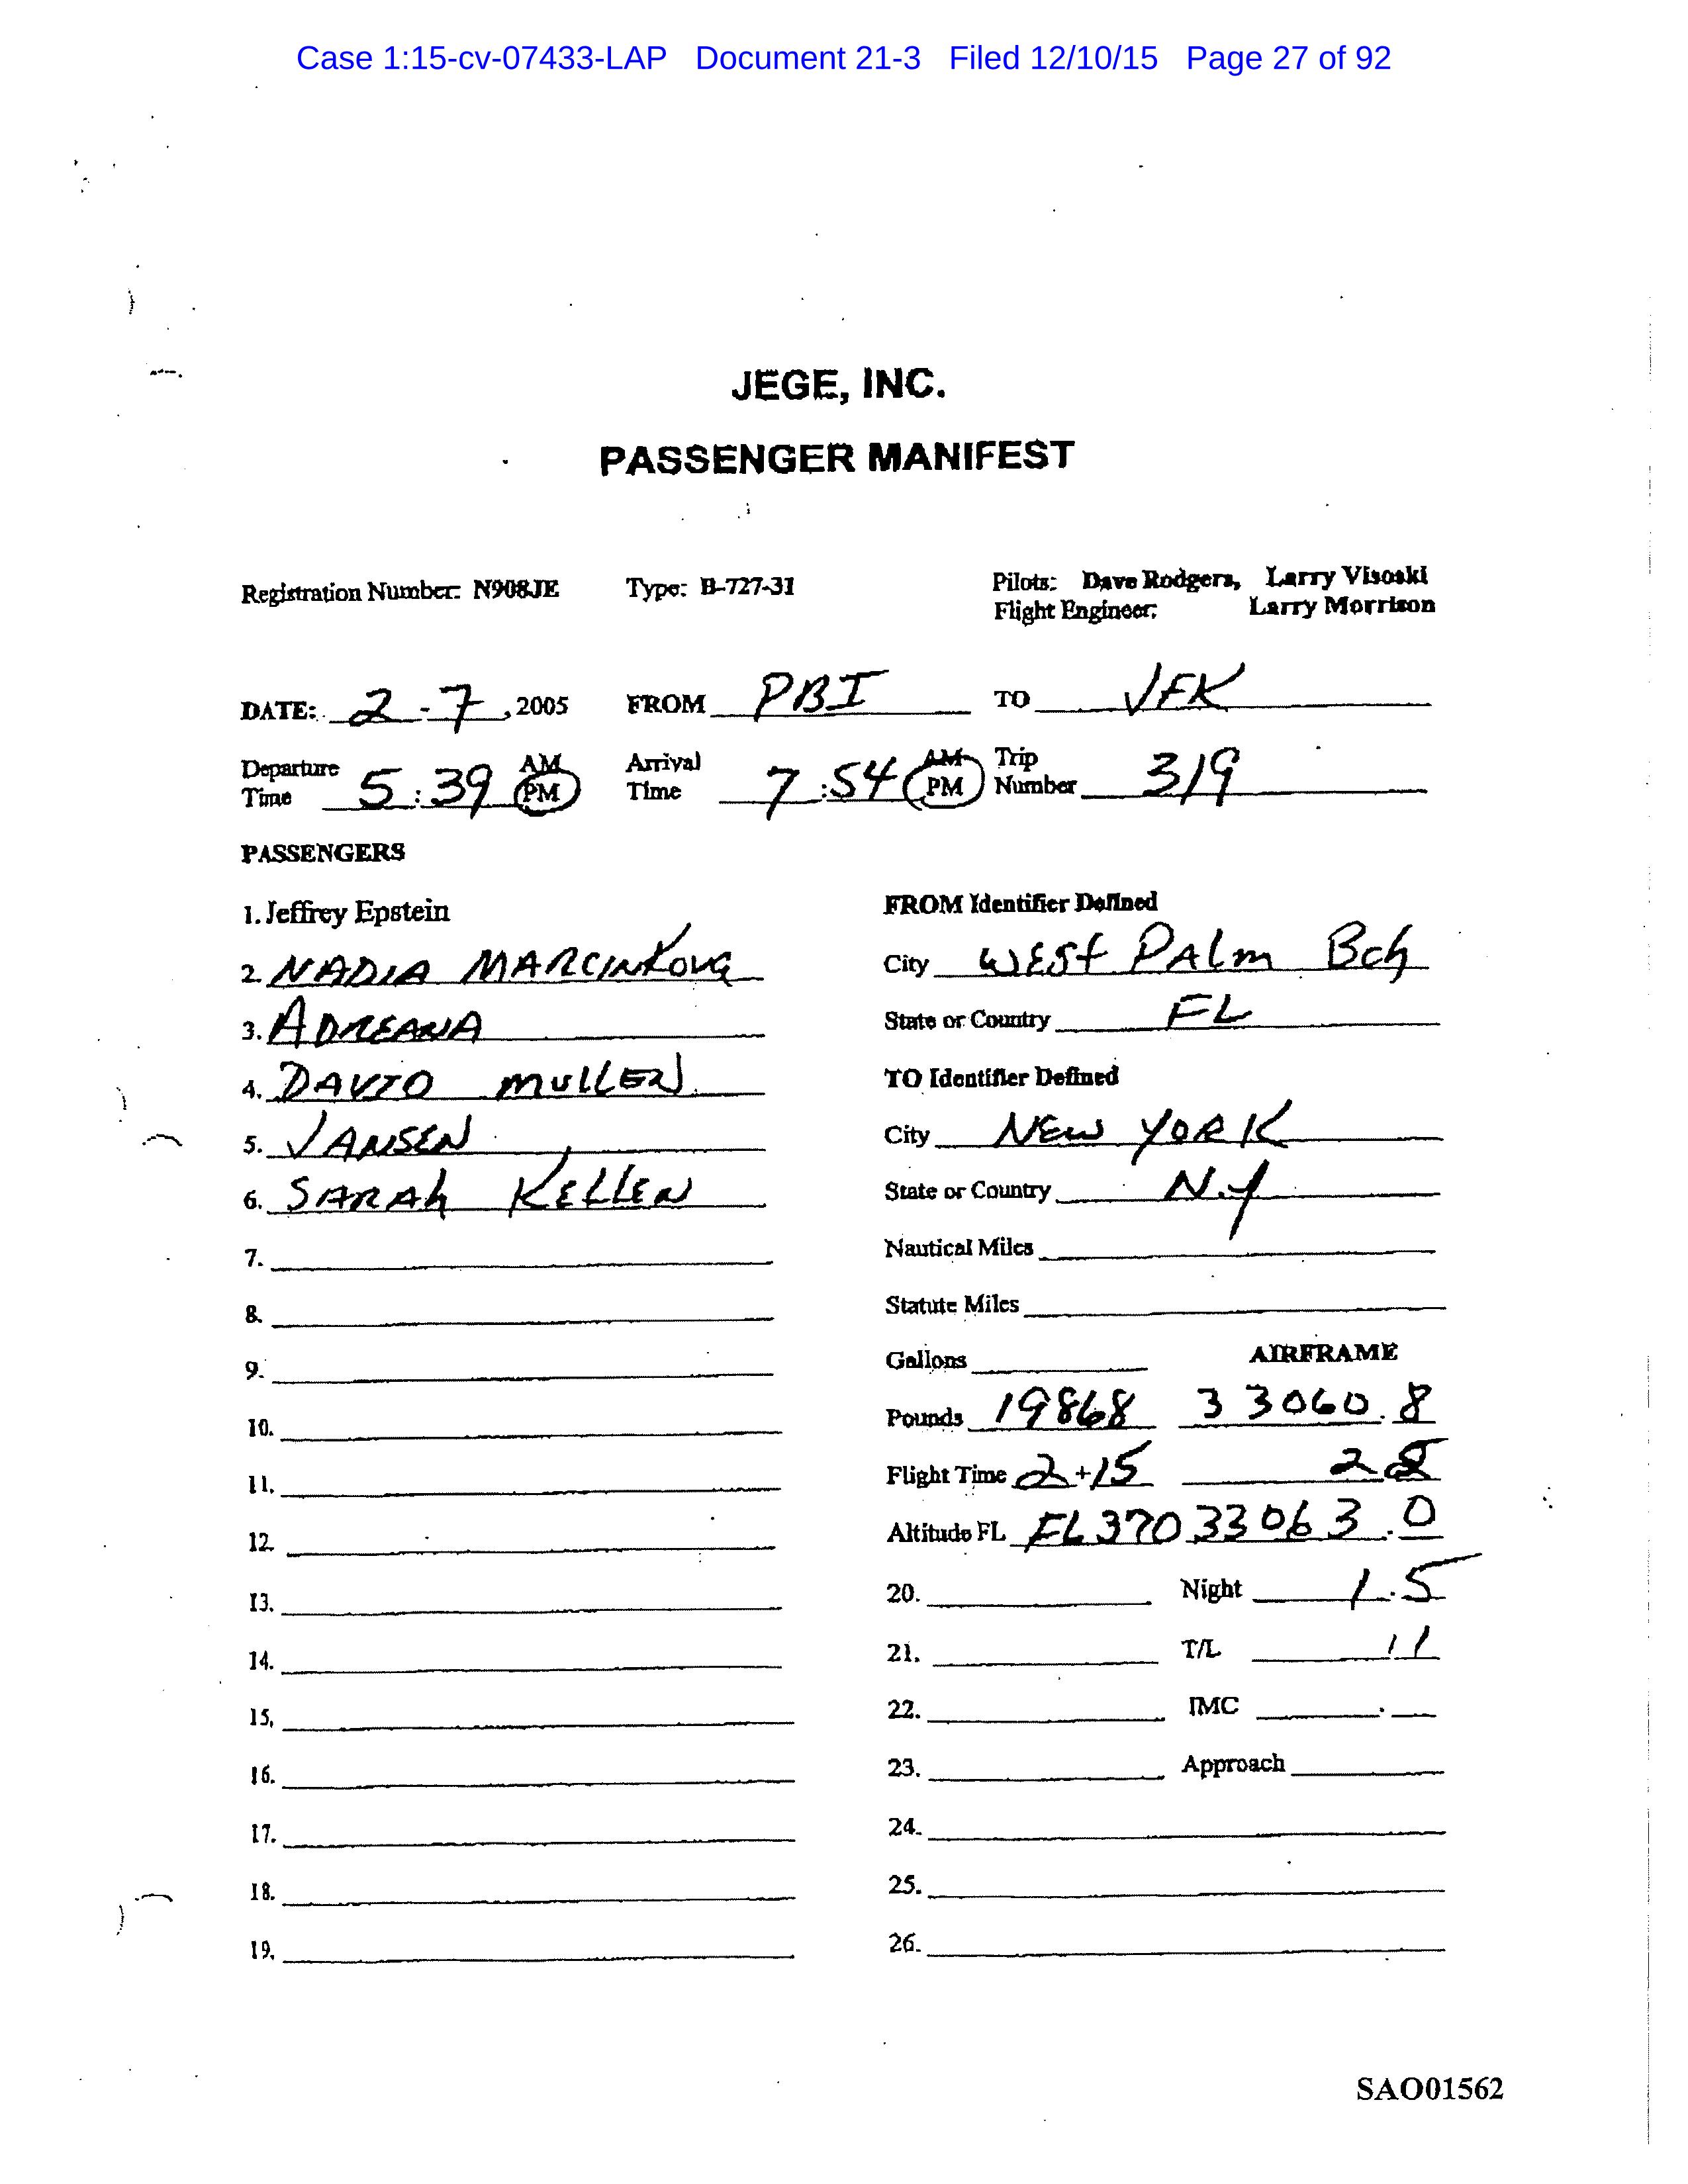 Case 1:15-cv-07433-LAP Document 21-3 Filed 12/10/15 Page 27 of 92
JEGE, INC.
PASSENGER MANIFEST
Registration Number: N908JE Type: B-727-31 Pilots: Dave Rodgers, Larry Visoski
Flight Engineer: Larry Morrison
DATE: 2-7, 2005 FROM PBI TO JFK
Departure Time 5:39 AM PM Arrival Time 7:54 AM PM Trip Number 319
PASSENGERS
1. Jeffrey Epstein FROM Identifier Defined
2. NADIA MARCINKOVA City WEST PALM Bch
3. ADREANA State or Country FL
4. DAVID MULLEN TO Identifier Defined
5. JANSEN City NEW YORK
6. SARAH KELLEN State or Country N.Y
7. Nautical Miles
8. Statute Miles
9. Gallons AIRFRAME
10. Pounds 19868 33060.8
11. Flight Time 2+15 2
12. Altitude FL FL370 33063.0
13. 20. Night 1.5
14. 21. T/L 1/1
15. 22. IMC .
16. 23. Approach
17. 24.
18. 25.
19. 26.
SAO01562